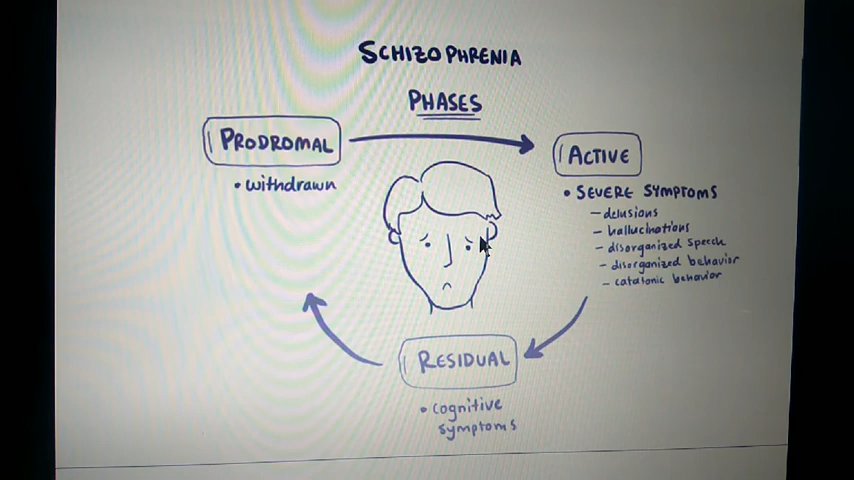 SCHIZOPHRENIA
PHASES
PRODROMAL
• withdrawn
ACTIVE
• SEVERE SYMPTOMS
– delusions
– hallucinations
– disorganized speech
– disorganized behavior
– catatonic behavior
RESIDUAL
• cognitive
symptoms